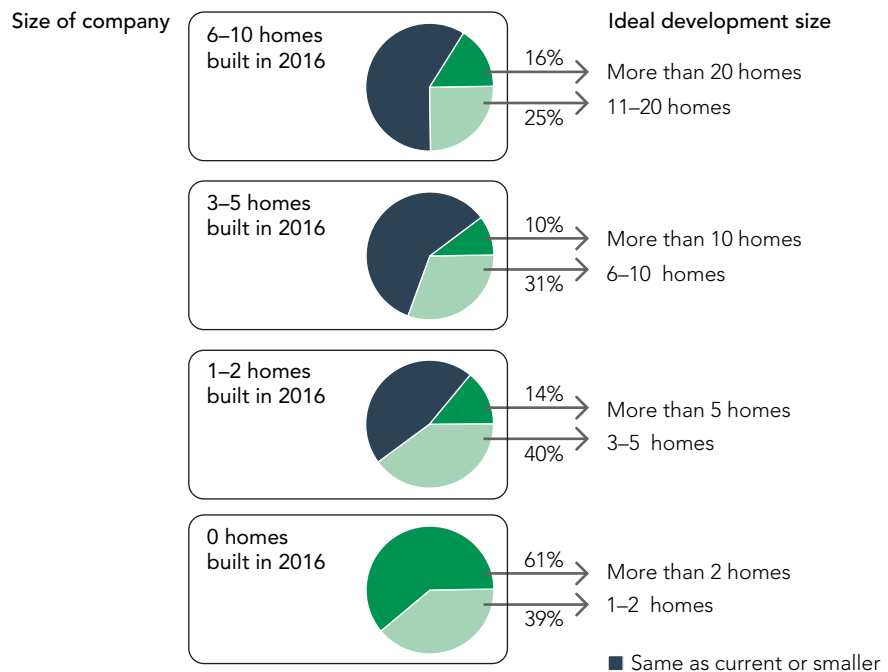 Size of company
Ideal development size
6–10 homes
built in 2016
16%
More than 20 homes
25%
11–20 homes
3–5 homes
built in 2016
10%
More than 10 homes
31%
6–10 homes
1–2 homes
built in 2016
14%
More than 5 homes
40%
3–5 homes
0 homes
built in 2016
61%
More than 2 homes
39%
1–2 homes
Same as current or smaller